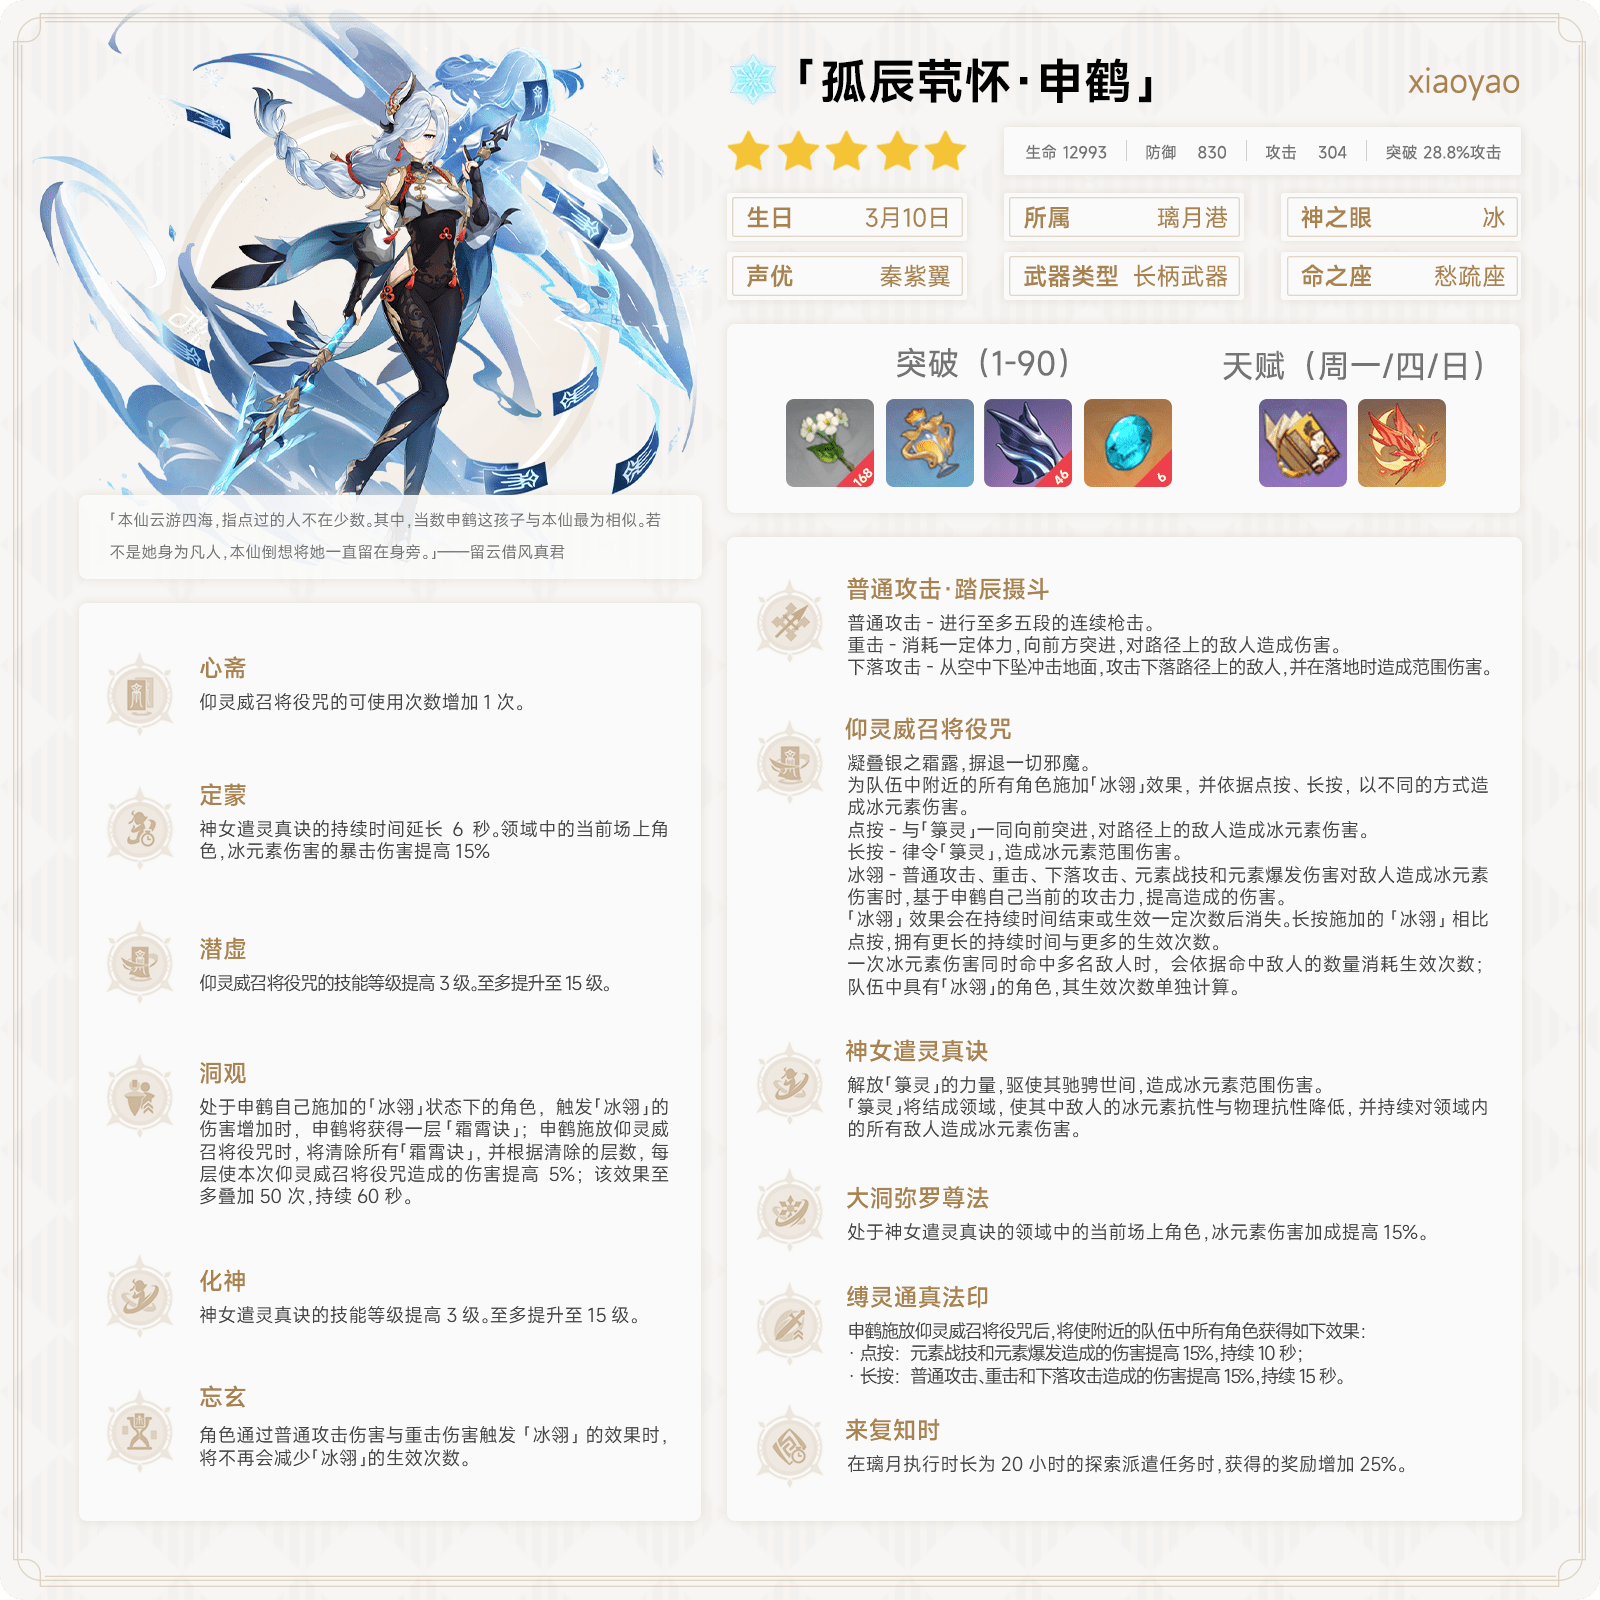 「孤辰茕怀·申鹤」
xiaoyao
生命 12993
防御 830
攻击 304
突破 28.8%攻击
生日 3月10日
所属 璃月港
神之眼 冰
声优 秦紫翼
武器类型 长柄武器
命之座 愁疏座
突破（1-90）
天赋（周一/四/日）
168
46
6
「本仙云游四海,指点过的人不在少数。其中,当数申鹤这孩子与本仙最为相似。若
不是她身为凡人,本仙倒想将她一直留在身旁。」——留云借风真君
心斋
仰灵威召将役咒的可使用次数增加 1 次。
定蒙
神女遣灵真诀的持续时间延长 6 秒。领域中的当前场上角
色,冰元素伤害的暴击伤害提高 15%
潜虚
仰灵威召将役咒的技能等级提高 3 级。至多提升至 15 级。
洞观
处于申鹤自己施加的「冰翎」状态下的角色，触发「冰翎」的
伤害增加时，申鹤将获得一层「霜霄诀」；申鹤施放仰灵威
召将役咒时，将清除所有「霜霄诀」，并根据清除的层数，每
层使本次仰灵威召将役咒造成的伤害提高 5%；该效果至
多叠加 50 次,持续 60 秒。
化神
神女遣灵真诀的技能等级提高 3 级。至多提升至 15 级。
忘玄
角色通过普通攻击伤害与重击伤害触发「冰翎」的效果时，
将不再会减少「冰翎」的生效次数。
普通攻击·踏辰摄斗
普通攻击 - 进行至多五段的连续枪击。
重击 - 消耗一定体力,向前方突进,对路径上的敌人造成伤害。
下落攻击 - 从空中下坠冲击地面,攻击下落路径上的敌人,并在落地时造成范围伤害。
仰灵威召将役咒
凝叠银之霜露,摒退一切邪魔。
为队伍中附近的所有角色施加「冰翎」效果，并依据点按、长按，以不同的方式造
成冰元素伤害。
点按 - 与「箓灵」一同向前突进,对路径上的敌人造成冰元素伤害。
长按 - 律令「箓灵」,造成冰元素范围伤害。
冰翎 - 普通攻击、重击、下落攻击、元素战技和元素爆发伤害对敌人造成冰元素
伤害时,基于申鹤自己当前的攻击力,提高造成的伤害。
「冰翎」效果会在持续时间结束或生效一定次数后消失。长按施加的「冰翎」相比
点按,拥有更长的持续时间与更多的生效次数。
一次冰元素伤害同时命中多名敌人时，会依据命中敌人的数量消耗生效次数；
队伍中具有「冰翎」的角色,其生效次数单独计算。
神女遣灵真诀
解放「箓灵」的力量,驱使其驰骋世间,造成冰元素范围伤害。
「箓灵」将结成领域，使其中敌人的冰元素抗性与物理抗性降低，并持续对领域内
的所有敌人造成冰元素伤害。
大洞弥罗尊法
处于神女遣灵真诀的领域中的当前场上角色,冰元素伤害加成提高 15%。
缚灵通真法印
申鹤施放仰灵威召将役咒后,将使附近的队伍中所有角色获得如下效果：
· 点按：元素战技和元素爆发造成的伤害提高 15%,持续 10 秒；
· 长按：普通攻击、重击和下落攻击造成的伤害提高 15%,持续 15 秒。
来复知时
在璃月执行时长为 20 小时的探索派遣任务时,获得的奖励增加 25%。